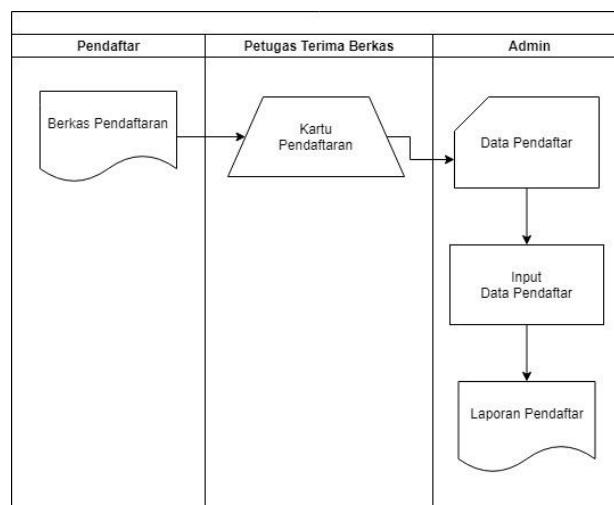 Pendaftar
Petugas Terima Berkas
Admin
Berkas Pendaftaran
Kartu
Pendaftaran
Data Pendaftar
Input
Data Pendaftar
Laporan Pendaftar